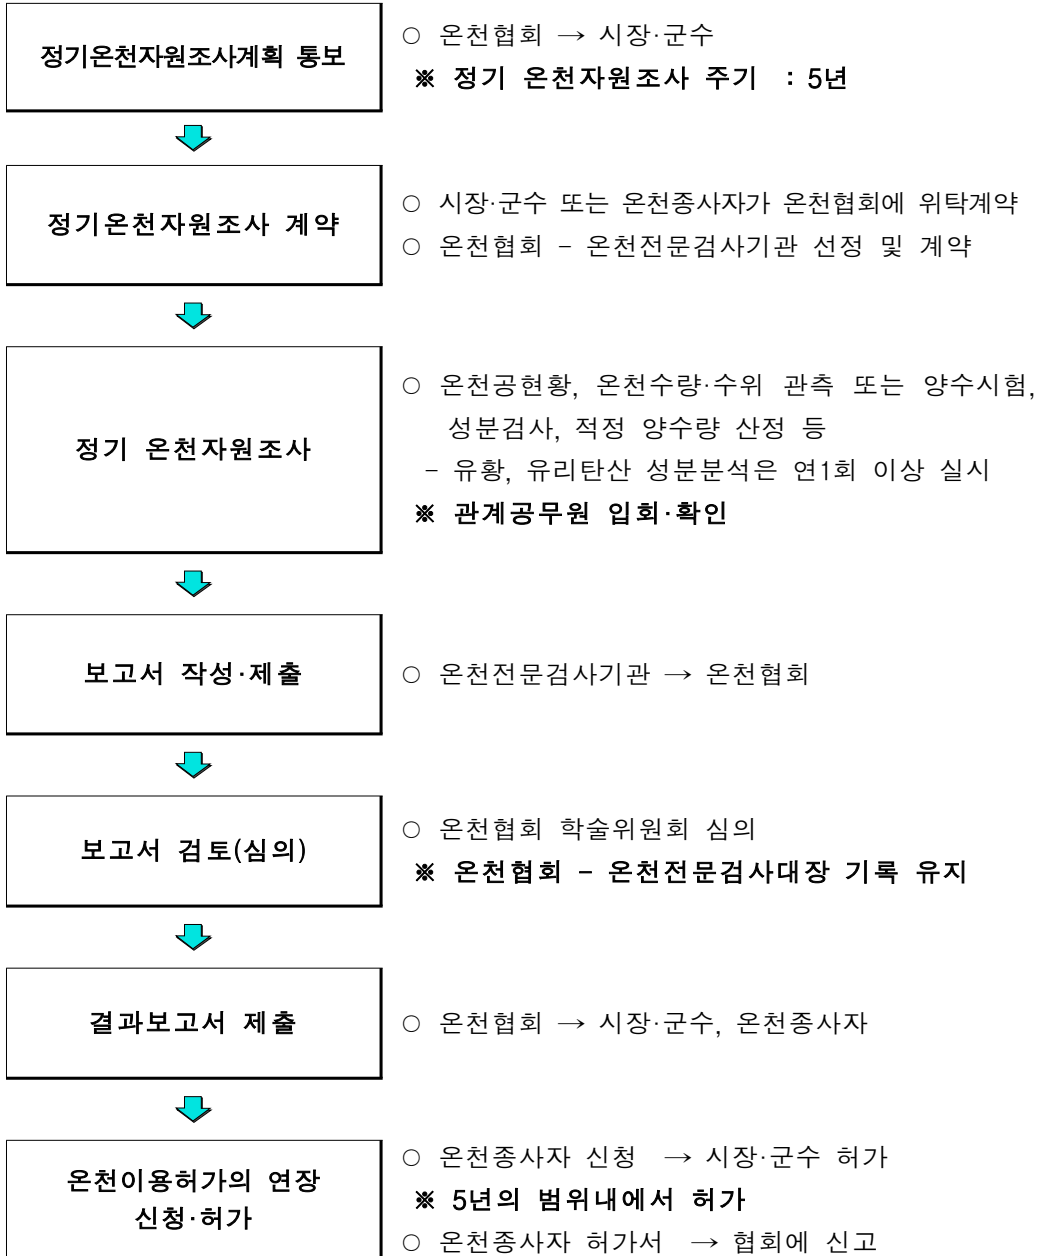 정기온천자원조사계획 통보
○ 온천협회 → 시장·군수
※ 정기 온천자원조사 주기 : 5년
정기온천자원조사 계약
○ 시장·군수 또는 온천종사자가 온천협회에 위탁계약
○ 온천협회 - 온천전문검사기관 선정 및 계약
정기 온천자원조사
○ 온천공현황, 온천수량·수위 관측 또는 양수시험,
성분검사, 적정 양수량 산정 등
- 유황, 유리탄산 성분분석은 연1회 이상 실시
※ 관계공무원 입회·확인
보고서 작성·제출
○ 온천전문검사기관 → 온천협회
보고서 검토(심의)
○ 온천협회 학술위원회 심의
※ 온천협회 - 온천전문검사대장 기록 유지
결과보고서 제출
○ 온천협회 → 시장·군수, 온천종사자
온천이용허가의 연장
신청·허가
○ 온천종사자 신청 → 시장·군수 허가
※ 5년의 범위내에서 허가
○ 온천종사자 허가서 → 협회에 신고